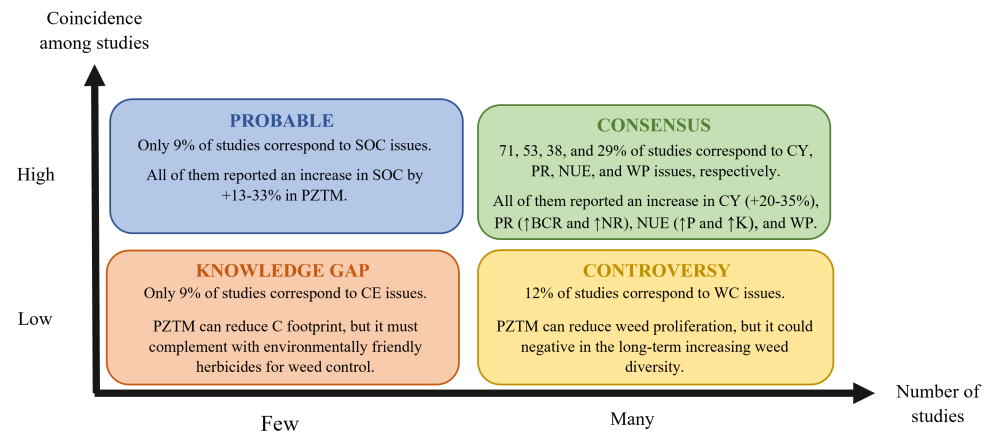 Coincidence
among studies
High
PROBABLE
Only 9% of studies correspond to SOC issues.
All of them reported an increase in SOC by
+13-33% in PZTM.
CONSENSUS
71, 53, 38, and 29% of studies correspond to CY,
PR, NUE, and WP issues, respectively.
All of them reported an increase in CY (+20-35%),
PR (↑BCR and ↑NR), NUE (↑P and ↑K), and WP.
Low
KNOWLEDGE GAP
Only 9% of studies correspond to CE issues.
PZTM can reduce C footprint, but it must
complement with environmentally friendly
herbicides for weed control.
CONTROVERSY
12% of studies correspond to WC issues.
PZTM can reduce weed proliferation, but it could
negative in the long-term increasing weed
diversity.
Few
Many
Number of
studies